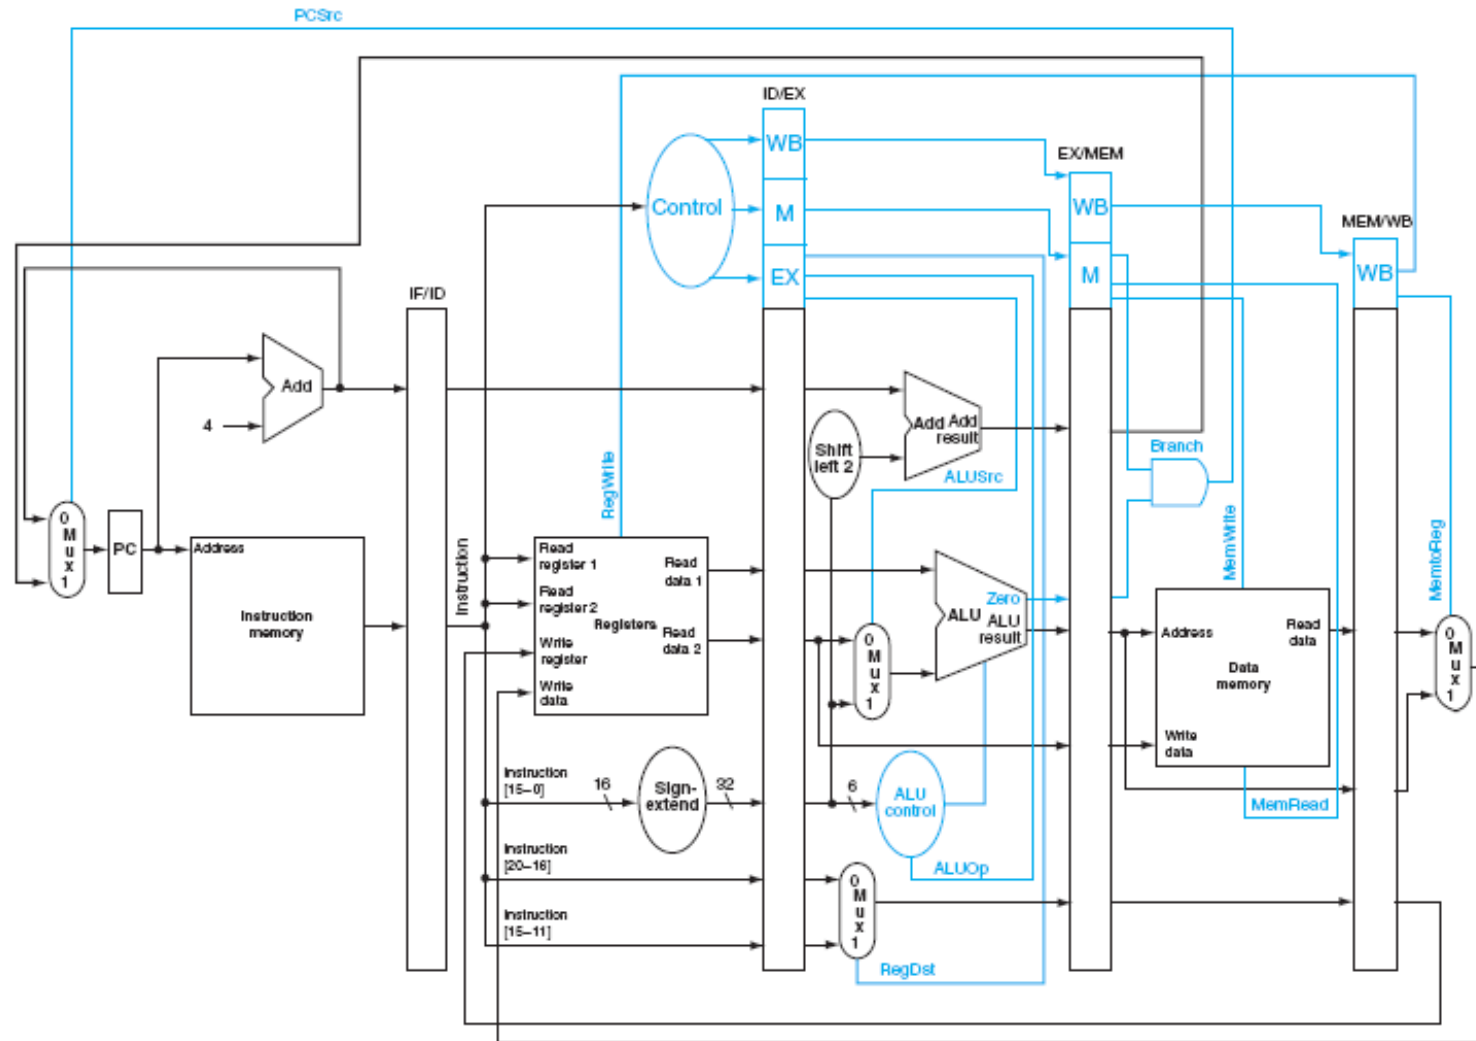 PCSrc
ID/EX
WB
EX/MEM
Control
M
WB
MEM/WB
EX
M
WB
IF/ID
Add
4
Shift
left 2
Add
Add
result
Branch
ALUSrc
RegWrite
MemWrite
MemtoReg
0
M
u
x
1
PC
Address
Instruction
memory
Instruction
Read
register 1
Read
register 2
Write
register
Write
data
Registers
Read
data 1
Read
data 2
0
M
u
x
1
Zero
ALU
ALU
result
Address
Read
data
Data
memory
Write
data
0
M
u
x
1
Instruction
[15–0]
16
Sign-
extend
32
6
ALU
control
MemRead
Instruction
[20–16]
ALUOp
Instruction
[15–11]
0
M
u
x
1
RegDst